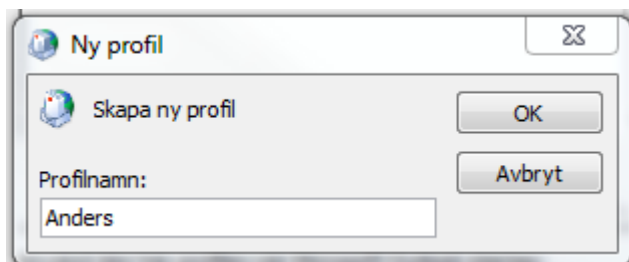 Ny profil
Skapa ny profil
OK
Profilnamn:
Avbryt
Anders